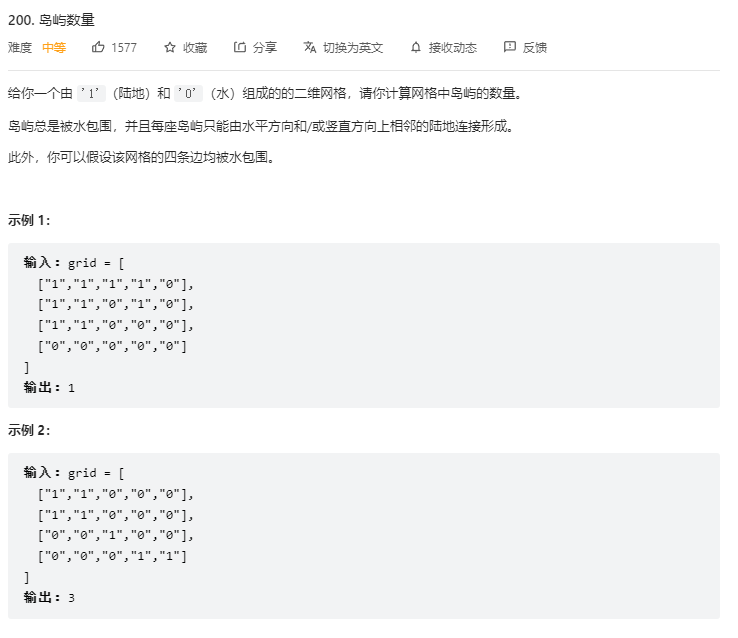 200. 岛屿数量
难度 中等 1577 收藏 分享 切换为英文 接收动态 反馈
给你一个由 '1'（陆地）和 '0'（水）组成的的二维网格，请你计算网格中岛屿的数量。
岛屿总是被水包围，并且每座岛屿只能由水平方向和/或竖直方向上相邻的陆地连接形成。
此外，你可以假设该网格的四条边均被水包围。
示例 1：
输入：grid = [
["1","1","1","1","0"],
["1","1","0","1","0"],
["1","1","0","0","0"],
["0","0","0","0","0"]
]
输出：1
示例 2：
输入：grid = [
["1","1","0","0","0"],
["1","1","0","0","0"],
["0","0","1","0","0"],
["0","0","0","1","1"]
]
输出：3